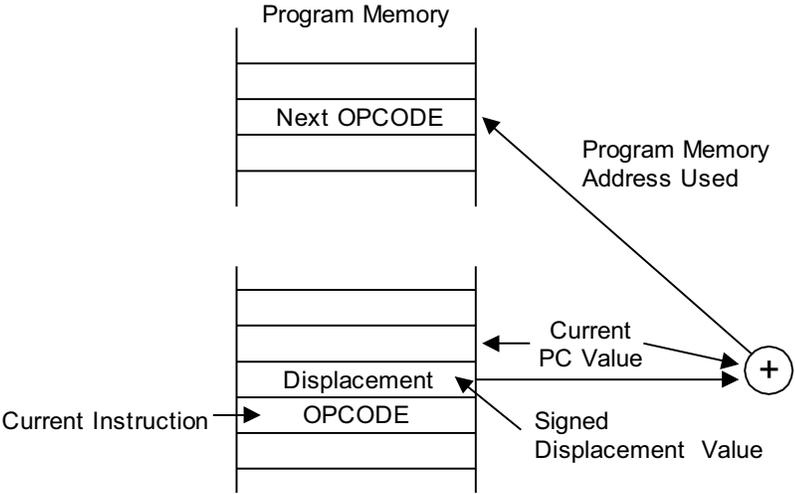 Program Memory
Next OPCODE
Program Memory
Address Used
Current
PC Value
+
Displacement
Current Instruction
OPCODE
Signed
Displacement Value